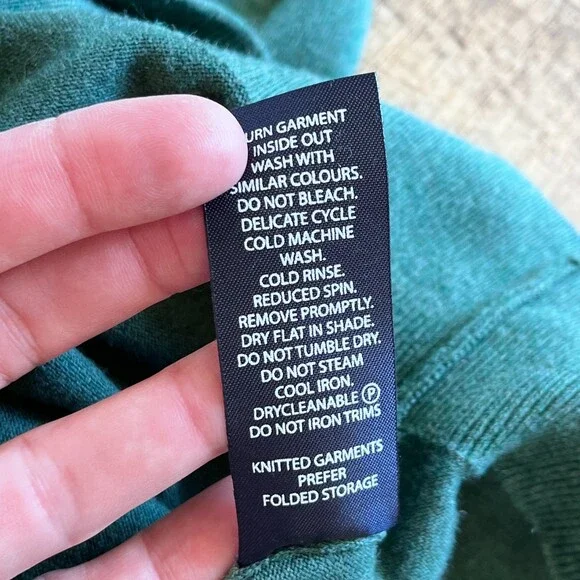 URN GARMENT
INSIDE OUT
WASH WITH
SIMILAR COLOURS.
DO NOT BLEACH.
DELICATE CYCLE
COLD MACHINE
WASH.
COLD RINSE.
REDUCED SPIN.
REMOVE PROMPTLY.
DRY FLAT IN SHADE.
DO NOT TUMBLE DRY.
DO NOT STEAM
COOL IRON.
DRYCLEANABLE Ⓟ
DO NOT IRON TRIMS
KNITTED GARMENTS
PREFER
FOLDED STORAGE